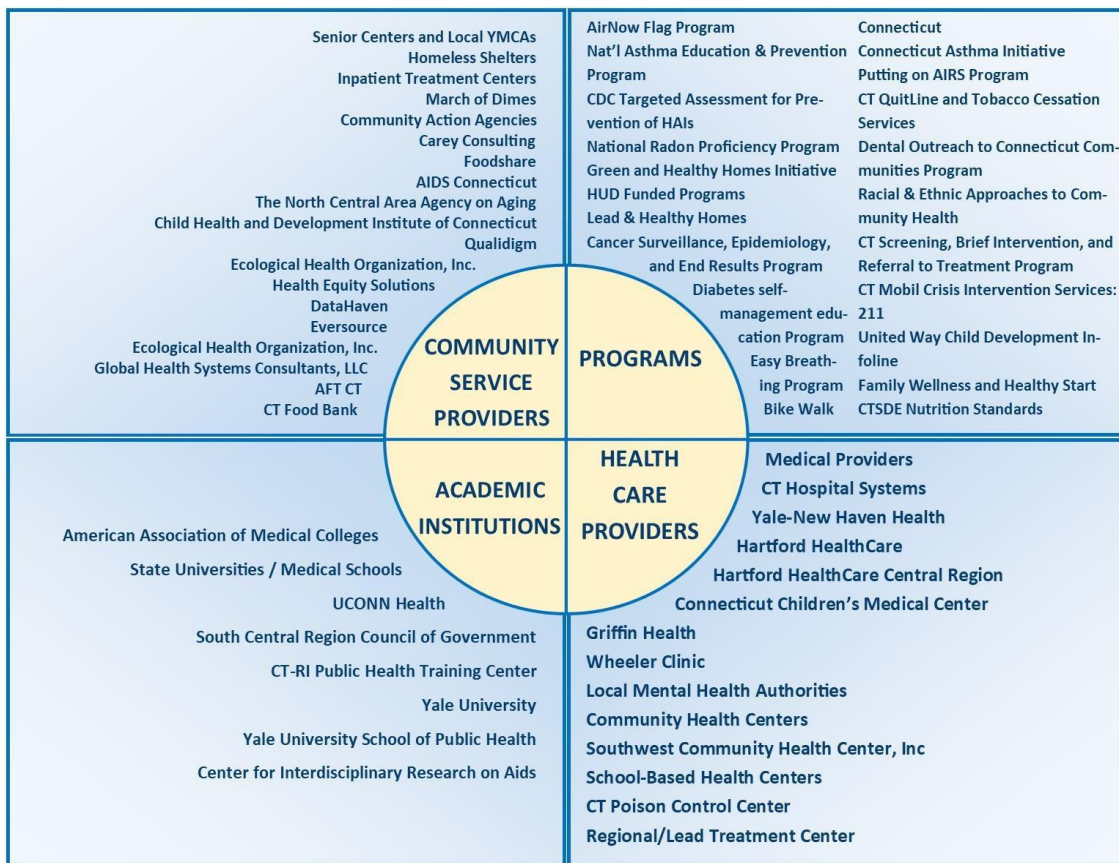 Senior Centers and Local YMCAs
Homeless Shelters
Inpatient Treatment Centers
March of Dimes
Community Action Agencies
Carey Consulting
Foodshare
AIDS Connecticut
The North Central Area Agency on Aging
Child Health and Development Institute of Connecticut
Qualidigm
Ecological Health Organization, Inc.
Health Equity Solutions
DataHaven
Eversource
Ecological Health Organization, Inc.
Global Health Systems Consultants, LLC
AFT CT
CT Food Bank
COMMUNITY
SERVICE
PROVIDERS
AirNow Flag Program
Nat’l Asthma Education & Prevention
Program
CDC Targeted Assessment for Pre-
vention of HAIs
National Radon Proficiency Program
Green and Healthy Homes Initiative
HUD Funded Programs
Lead & Healthy Homes
Cancer Surveillance, Epidemiology,
and End Results Program
Diabetes self-
management edu-
cation Program
Easy Breath-
ing Program
Bike Walk
Connecticut
Connecticut Asthma Initiative
Putting on AIRS Program
CT QuitLine and Tobacco Cessation
Services
Dental Outreach to Connecticut Com-
munities Program
Racial & Ethnic Approaches to Com-
munity Health
CT Screening, Brief Intervention, and
Referral to Treatment Program
CT Mobil Crisis Intervention Services:
211
United Way Child Development In-
foline
Family Wellness and Healthy Start
CTSDE Nutrition Standards
PROGRAMS
ACADEMIC
INSTITUTIONS
American Association of Medical Colleges
State Universities / Medical Schools
UCONN Health
South Central Region Council of Government
CT-RI Public Health Training Center
Yale University
Yale University School of Public Health
Center for Interdisciplinary Research on Aids
HEALTH
CARE
PROVIDERS
Medical Providers
CT Hospital Systems
Yale-New Haven Health
Hartford HealthCare
Hartford HealthCare Central Region
Connecticut Children’s Medical Center
Griffin Health
Wheeler Clinic
Local Mental Health Authorities
Community Health Centers
Southwest Community Health Center, Inc
School-Based Health Centers
CT Poison Control Center
Regional/Lead Treatment Center